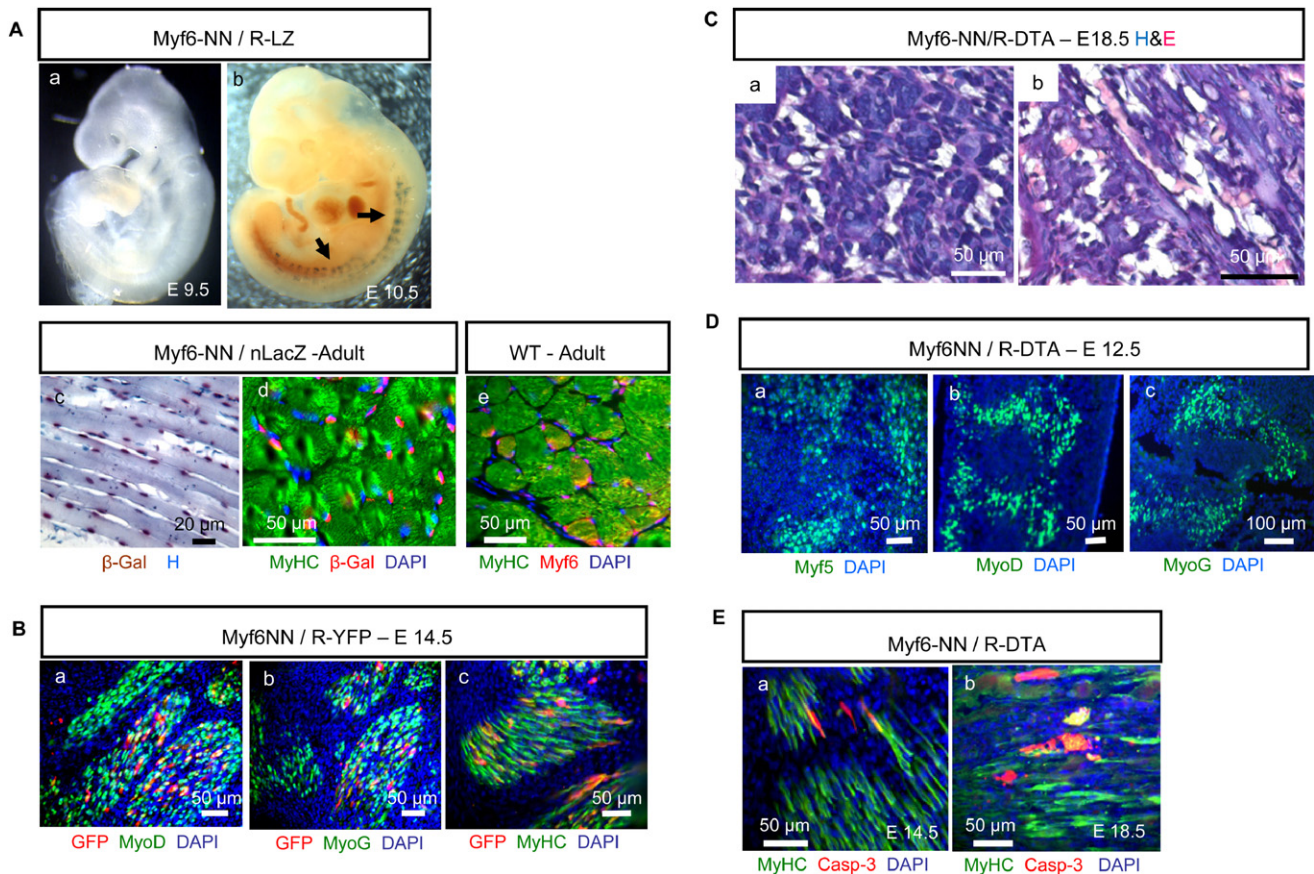 A
Myf6-NN / R-LZ
a
E 9.5
b
E 10.5
Myf6-NN / nLacZ -Adult
WT - Adult
c
20 µm
d
50 µm
e
50 µm
β-Gal H
MyHC β-Gal DAPI
MyHC Myf6 DAPI
B
Myf6NN / R-YFP – E 14.5
a
50 µm
b
50 µm
c
50 µm
GFP MyoD DAPI
GFP MyoG DAPI
GFP MyHC DAPI
C
Myf6-NN/R-DTA – E18.5 H&E
a
50 µm
b
50 µm
D
Myf6NN / R-DTA – E 12.5
a
50 µm
b
50 µm
c
100 µm
Myf5 DAPI
MyoD DAPI
MyoG DAPI
E
Myf6-NN / R-DTA
a
50 µm
E 14.5
b
50 µm
E 18.5
MyHC Casp-3 DAPI
MyHC Casp-3 DAPI